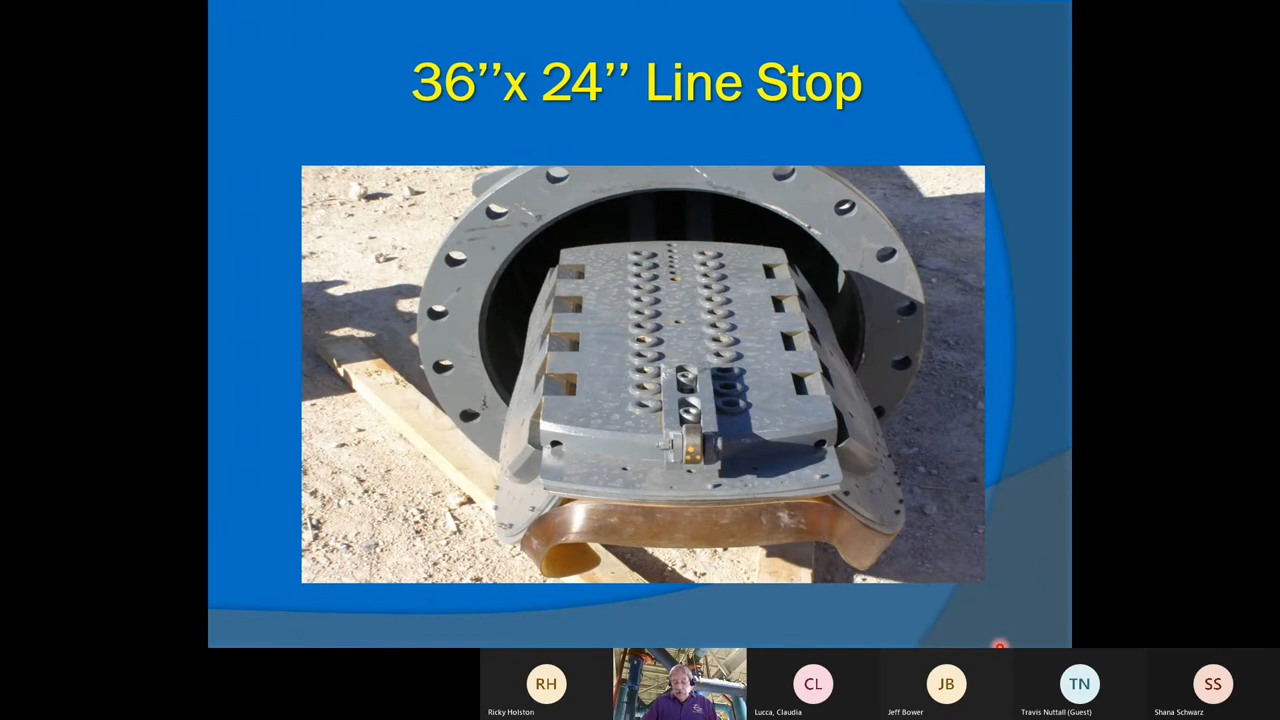 36’’x 24’’ Line Stop
RH
CL
JB
TN
SS
Ricky Holston
Lucca, Claudia
Jeff Bower
Travis Nuttall (Guest)
Shana Schwarz